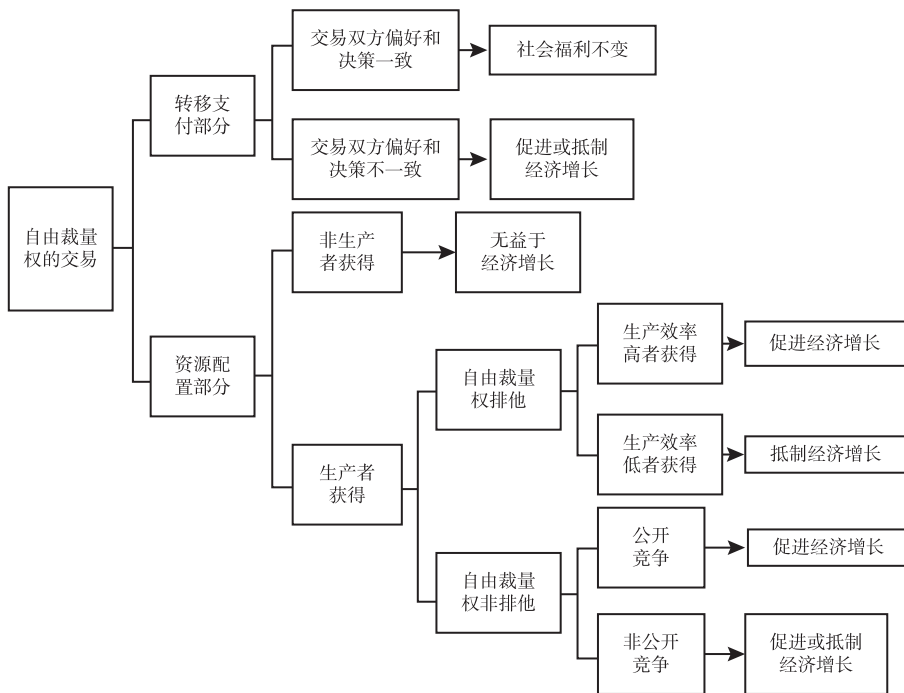 自由裁量
权的交易
转移支
付部分
交易双方偏好和
决策一致
社会福利不变
交易双方偏好和
决策不一致
促进或抵制
经济增长
资源配
置部分
非生产
者获得
无益于
经济增长
生产者
获得
自由裁量
权排他
生产效率
高者获得
促进经济增长
生产效率
低者获得
抵制经济增长
自由裁量
权非排他
公开
竞争
促进经济增长
非公开
竞争
促进或抵制
经济增长